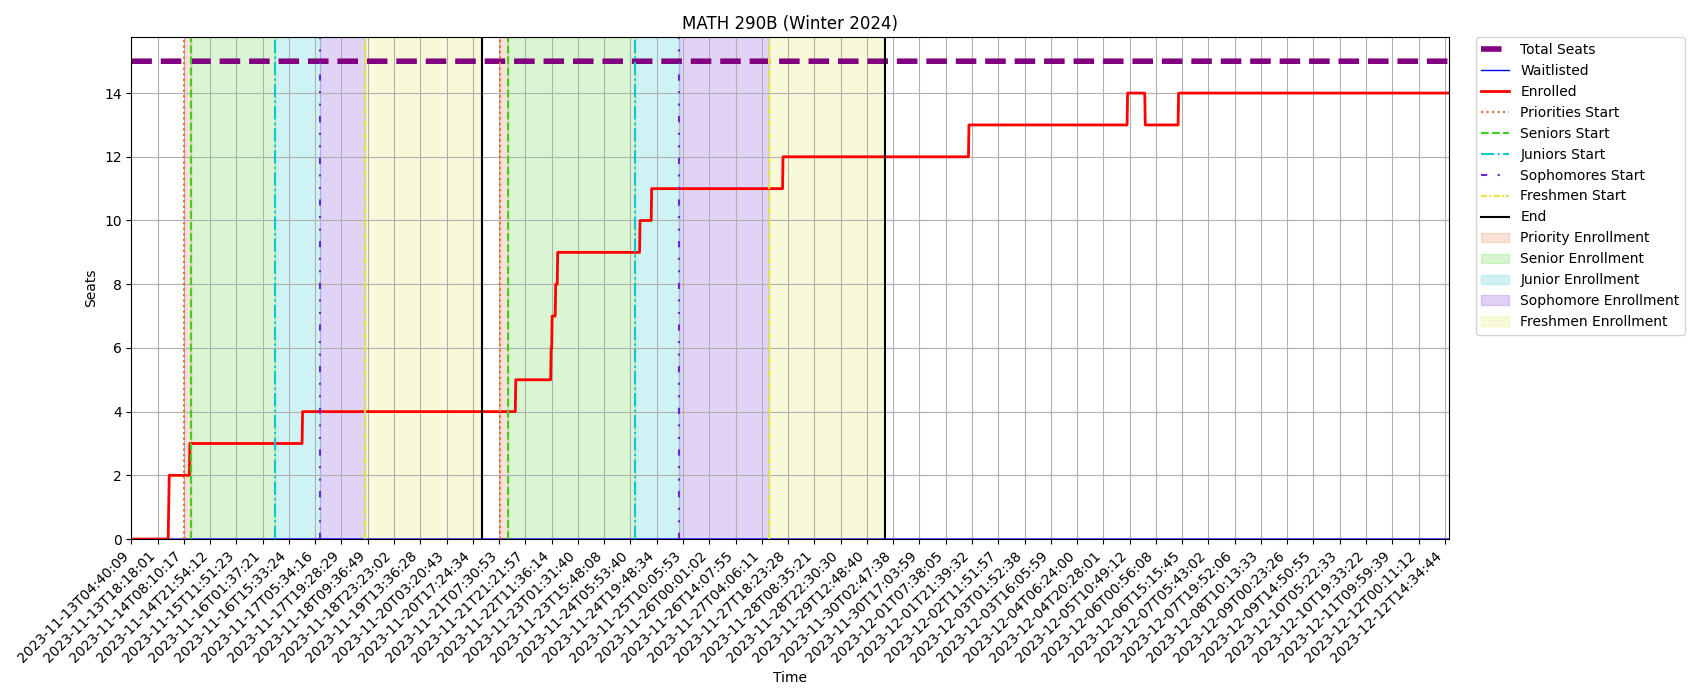 MATH 290B (Winter 2024)
Seats
14
12
10
8
6
4
2
0
2023-11-13T04:40:09
2023-11-13T18:18:01
2023-11-14T08:10:17
2023-11-14T21:54:12
2023-11-15T11:51:23
2023-11-16T01:37:21
2023-11-16T15:33:24
2023-11-17T05:34:16
2023-11-17T19:28:29
2023-11-18T09:36:49
2023-11-18T23:23:02
2023-11-19T13:36:28
2023-11-20T03:20:43
2023-11-20T17:24:34
2023-11-21T07:30:53
2023-11-21T21:21:57
2023-11-22T11:36:14
2023-11-23T01:31:40
2023-11-23T15:48:08
2023-11-24T05:53:40
2023-11-24T19:48:34
2023-11-25T10:05:53
2023-11-26T00:01:02
2023-11-26T14:07:55
2023-11-27T04:06:11
2023-11-27T18:23:28
2023-11-28T08:35:21
2023-11-28T22:30:30
2023-11-29T12:48:40
2023-11-30T02:47:38
2023-11-30T17:03:59
2023-12-01T07:38:05
2023-12-01T21:39:32
2023-12-02T11:51:57
2023-12-03T01:52:38
2023-12-03T16:05:59
2023-12-04T06:24:00
2023-12-04T20:28:01
2023-12-05T10:49:12
2023-12-06T00:56:08
2023-12-06T15:15:45
2023-12-07T05:43:02
2023-12-07T19:52:06
2023-12-08T10:13:33
2023-12-09T00:23:26
2023-12-09T14:50:55
2023-12-10T05:22:33
2023-12-10T19:33:22
2023-12-11T09:59:39
2023-12-12T00:11:12
2023-12-12T14:34:44
Time
Total Seats
Waitlisted
Enrolled
Priorities Start
Seniors Start
Juniors Start
Sophomores Start
Freshmen Start
End
Priority Enrollment
Senior Enrollment
Junior Enrollment
Sophomore Enrollment
Freshmen Enrollment